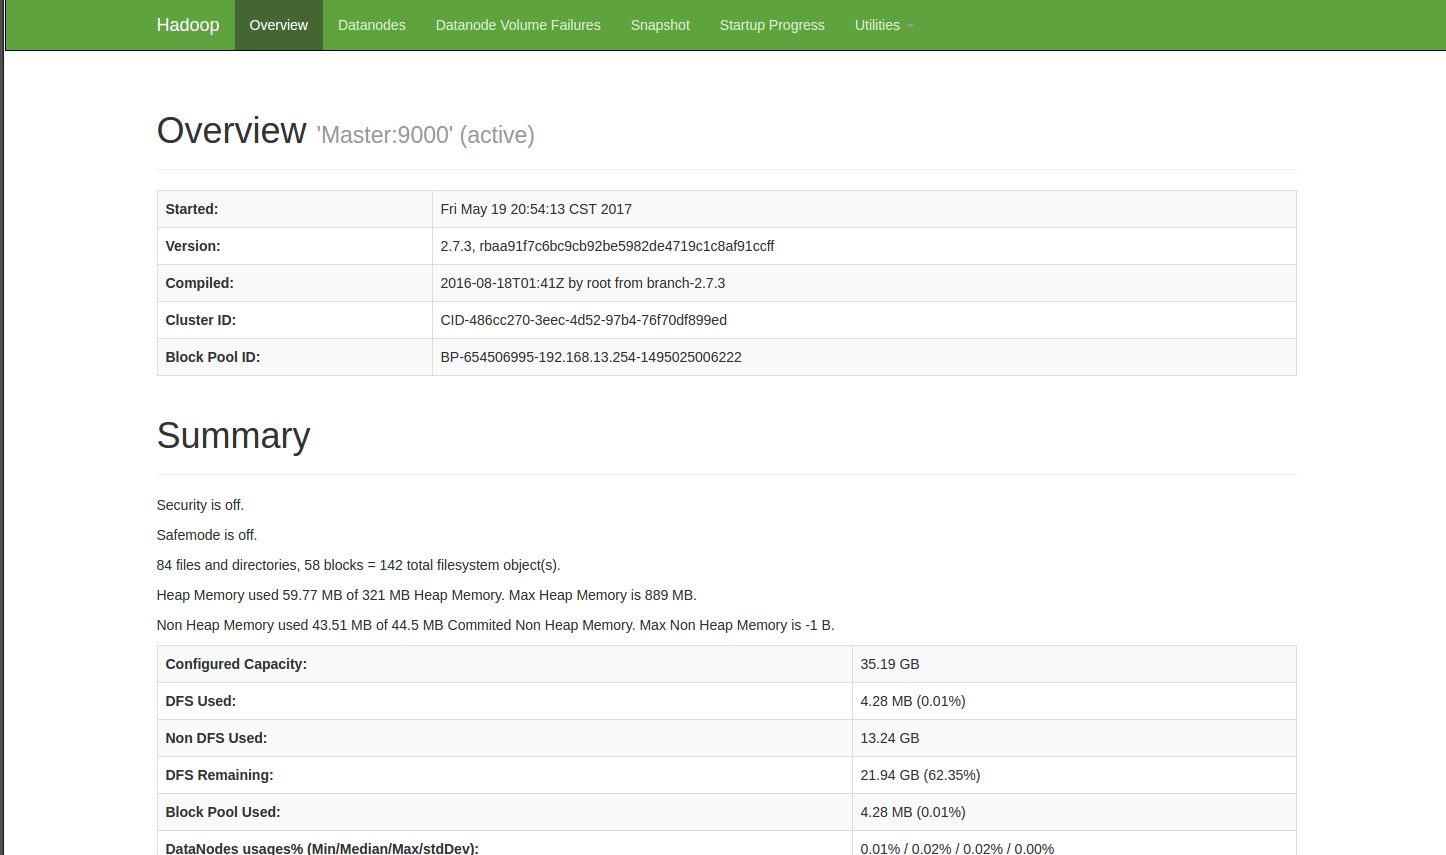 Hadoop Overview Datanodes Datanode Volume Failures Snapshot Startup Progress Utilities
Overview 'Master:9000' (active)
Started: Fri May 19 20:54:13 CST 2017
Version: 2.7.3, rbaa91f7c6bc9cb92be5982de4719c1c8af91ccff
Compiled: 2016-08-18T01:41Z by root from branch-2.7.3
Cluster ID: CID-486cc270-3eec-4d52-97b4-76f70df899ed
Block Pool ID: BP-654506995-192.168.13.254-1495025006222
Summary
Security is off.
Safemode is off.
84 files and directories, 58 blocks = 142 total filesystem object(s).
Heap Memory used 59.77 MB of 321 MB Heap Memory. Max Heap Memory is 889 MB.
Non Heap Memory used 43.51 MB of 44.5 MB Commited Non Heap Memory. Max Non Heap Memory is -1 B.
Configured Capacity: 35.19 GB
DFS Used: 4.28 MB (0.01%)
Non DFS Used: 13.24 GB
DFS Remaining: 21.94 GB (62.35%)
Block Pool Used: 4.28 MB (0.01%)
DataNodes usages% (Min/Median/Max/stdDev): 0.01% / 0.02% / 0.02% / 0.00%